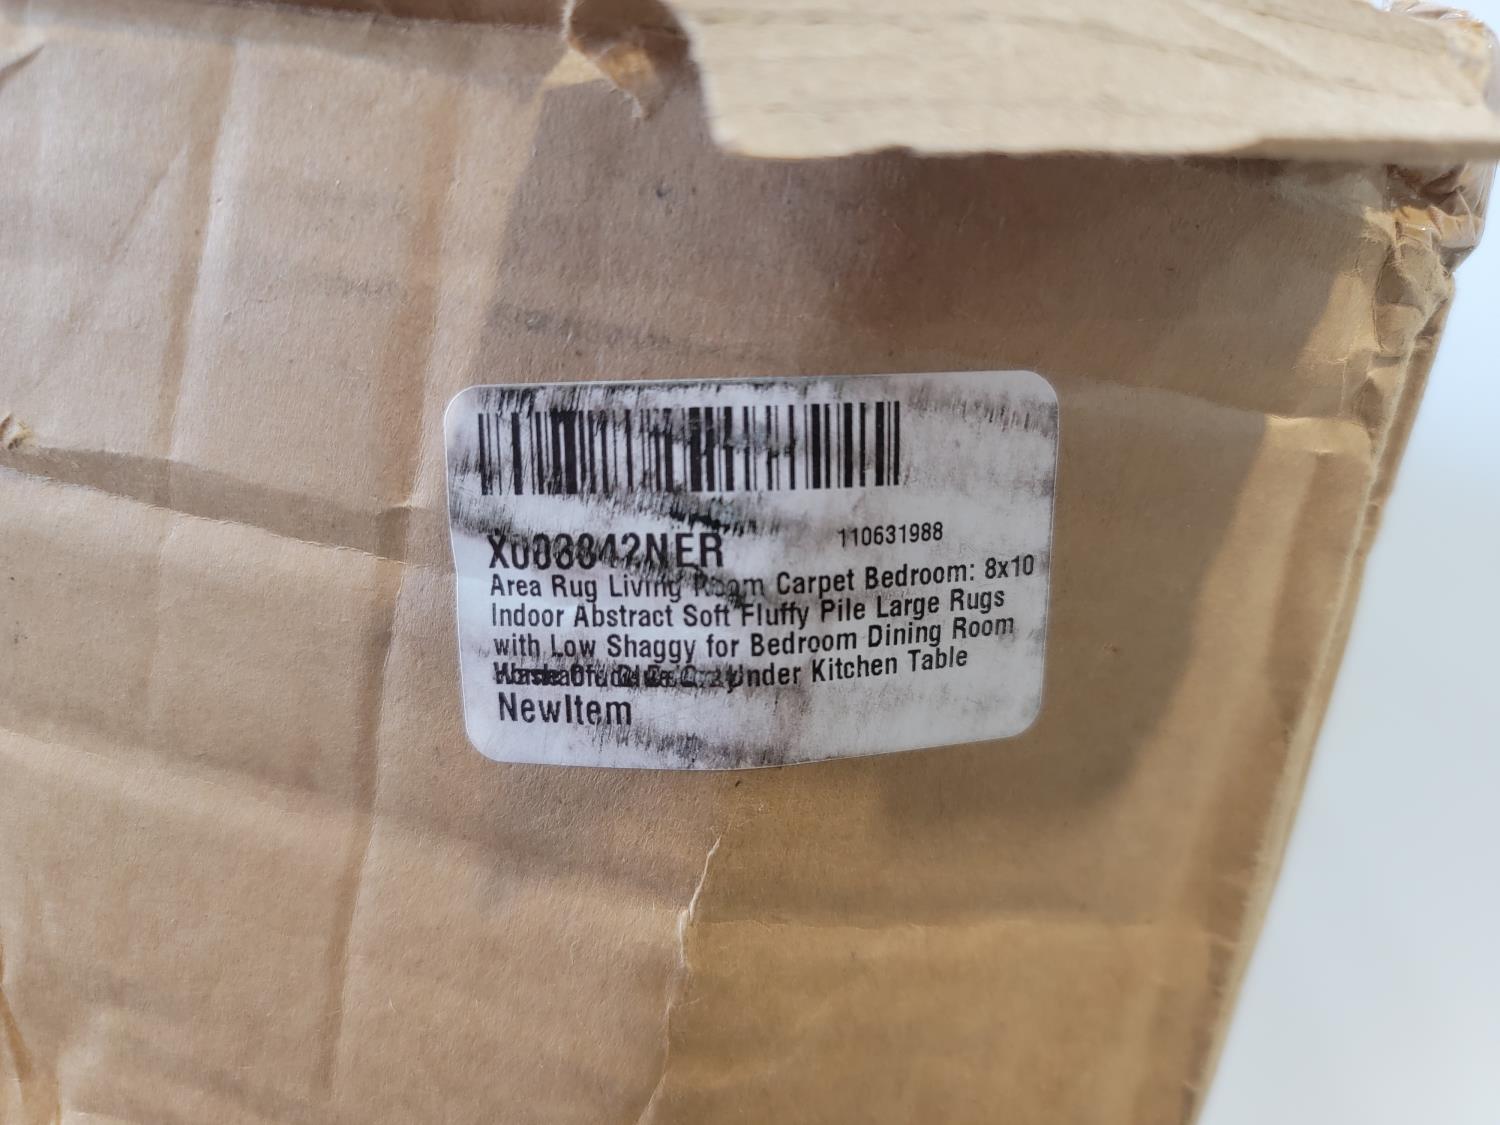 110631988
Area Rug Living Room Carpet Bedroom: 8x10
Indoor Abstract Soft Fluffy Pile Large Rugs
with Low Shaggy for Bedroom Dining Room
Under Kitchen Table
NewItem